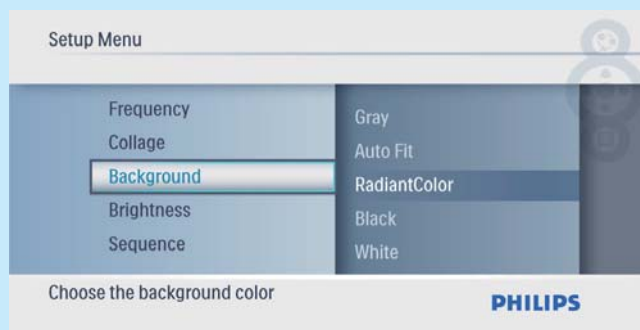 Setup Menu
Frequency
Collage
Background
Brightness
Sequence
Gray
Auto Fit
RadiantColor
Black
White
Choose the background color
PHILIPS